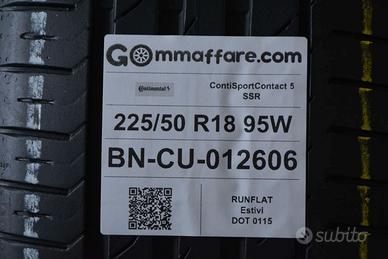 GOmmaffare.com
Continental
ContiSportContact 5
SSR
225/50 R18 95W
BN-CU-012606
RUNFLAT
Estivi
DOT 0115
subito